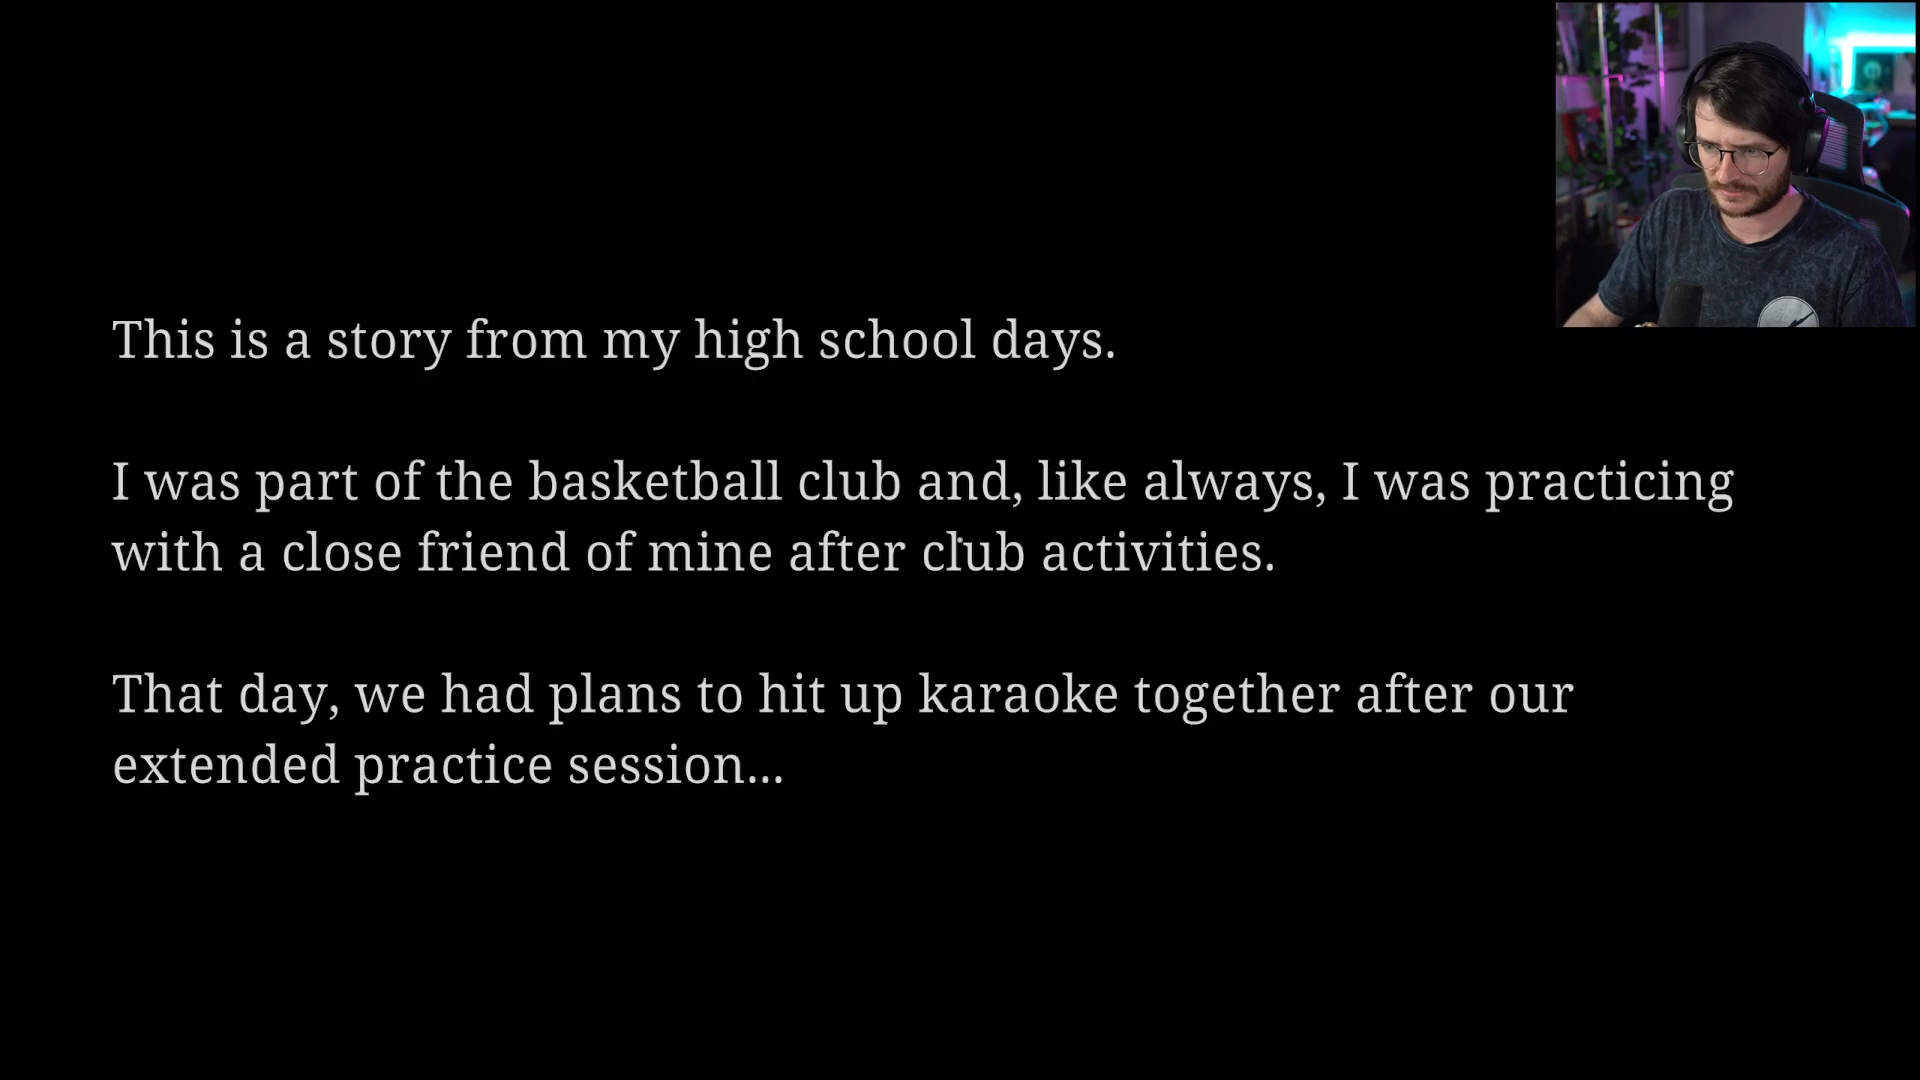 This is a story from my high school days.
I was part of the basketball club and, like always, I was practicing
with a close friend of mine after club activities.
That day, we had plans to hit up karaoke together after our
extended practice session...